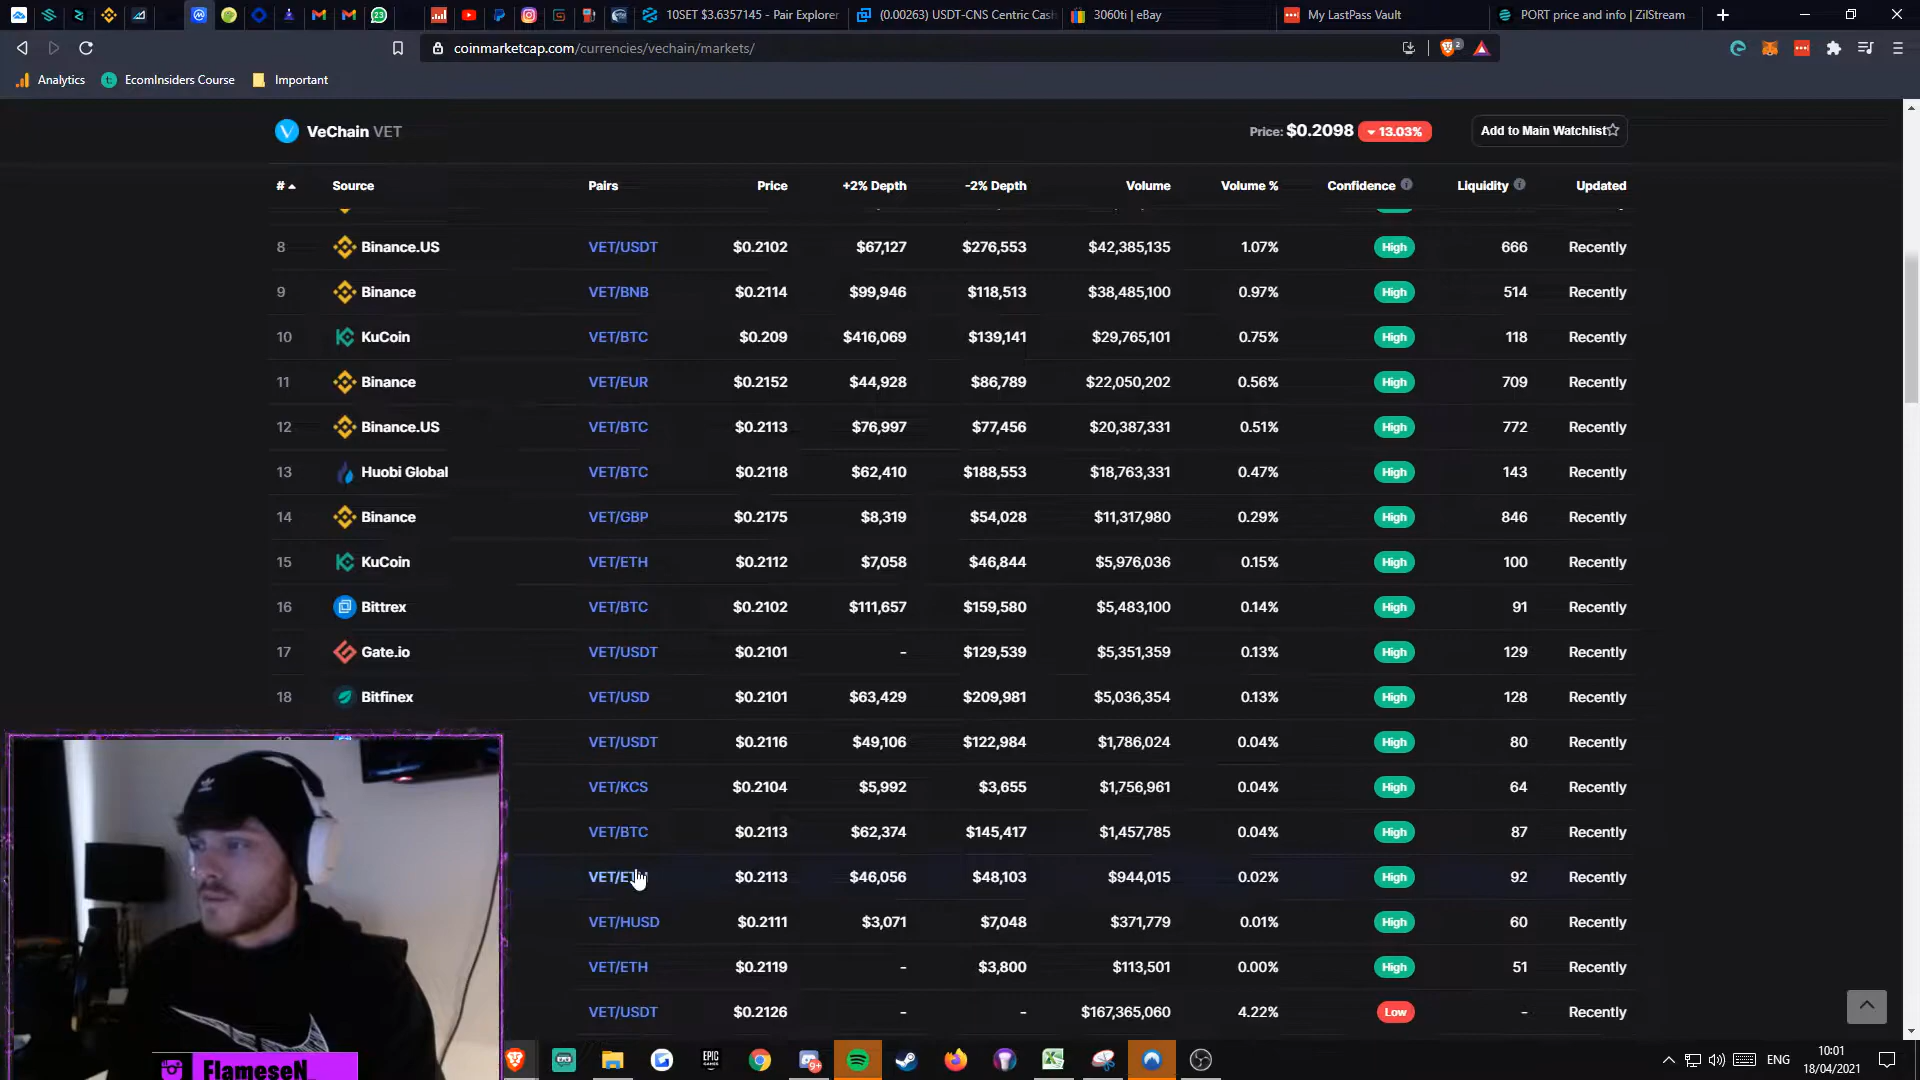 10SET $3.6357145 - Pair Explorer
(0.00263) USDT-CNS Centric Cas
3060ti | eBay
My LastPass Vault
PORT price and info | ZilStream
coinmarketcap.com/currencies/vechain/markets/
Analytics
EcomInsiders Course
Important
VeChain VET
Price: $0.2098 13.03%
Add to Main Watchlist
# Source Pairs Price +2% Depth -2% Depth Volume Volume % Confidence Liquidity Updated
8 Binance.US VET/USDT $0.2102 $67,127 $276,553 $42,385,135 1.07% High 666 Recently
9 Binance VET/BNB $0.2114 $99,946 $118,513 $38,485,100 0.97% High 514 Recently
10 KuCoin VET/BTC $0.209 $416,069 $139,141 $29,765,101 0.75% High 118 Recently
11 Binance VET/EUR $0.2152 $44,928 $86,789 $22,050,202 0.56% High 709 Recently
12 Binance.US VET/BTC $0.2113 $76,997 $77,456 $20,387,331 0.51% High 772 Recently
13 Huobi Global VET/BTC $0.2118 $62,410 $188,553 $18,763,331 0.47% High 143 Recently
14 Binance VET/GBP $0.2175 $8,319 $54,028 $11,317,980 0.29% High 846 Recently
15 KuCoin VET/ETH $0.2112 $7,058 $46,844 $5,976,036 0.15% High 100 Recently
16 Bittrex VET/BTC $0.2102 $111,657 $159,580 $5,483,100 0.14% High 91 Recently
17 Gate.io VET/USDT $0.2101 - $129,539 $5,351,359 0.13% High 129 Recently
18 Bitfinex VET/USD $0.2101 $63,429 $209,981 $5,036,354 0.13% High 128 Recently
VET/USDT $0.2116 $49,106 $122,984 $1,786,024 0.04% High 80 Recently
VET/KCS $0.2104 $5,992 $3,655 $1,756,961 0.04% High 64 Recently
VET/BTC $0.2113 $62,374 $145,417 $1,457,785 0.04% High 87 Recently
$0.2113 $46,056 $48,103 $944,015 0.02% High 92 Recently
VET/HUSD $0.2111 $3,071 $7,048 $371,779 0.01% High 60 Recently
VET/ETH $0.2119 - $3,800 $113,501 0.00% High 51 Recently
VET/USDT $0.2126 - - $167,365,060 4.22% Low - Recently
FlameseN_
EPIC GAMES
ENG
10:01
18/04/2021